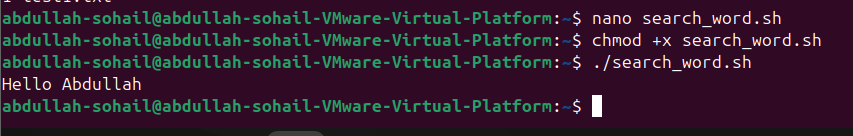 abdullah-sohail@abdullah-sohail-VMware-Virtual-Platform:~$ nano search_word.sh
abdullah-sohail@abdullah-sohail-VMware-Virtual-Platform:~$ chmod +x search_word.sh
abdullah-sohail@abdullah-sohail-VMware-Virtual-Platform:~$ ./search_word.sh
Hello Abdullah
abdullah-sohail@abdullah-sohail-VMware-Virtual-Platform:~$